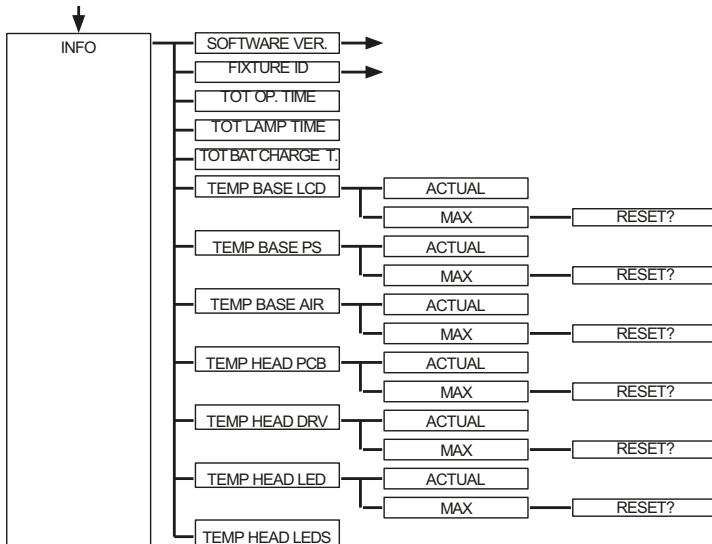 INFO
SOFTWARE VER.
FIXTURE ID
TOT OP. TIME
TOT LAMP TIME
TOT BAT CHARGE T.
TEMP BASE LCD
ACTUAL
MAX
RESET?
TEMP BASE PS
ACTUAL
MAX
RESET?
TEMP BASE AIR
ACTUAL
MAX
RESET?
TEMP HEAD PCB
ACTUAL
MAX
RESET?
TEMP HEAD DRV
ACTUAL
MAX
RESET?
TEMP HEAD LED
ACTUAL
MAX
RESET?
TEMP HEAD LEDS